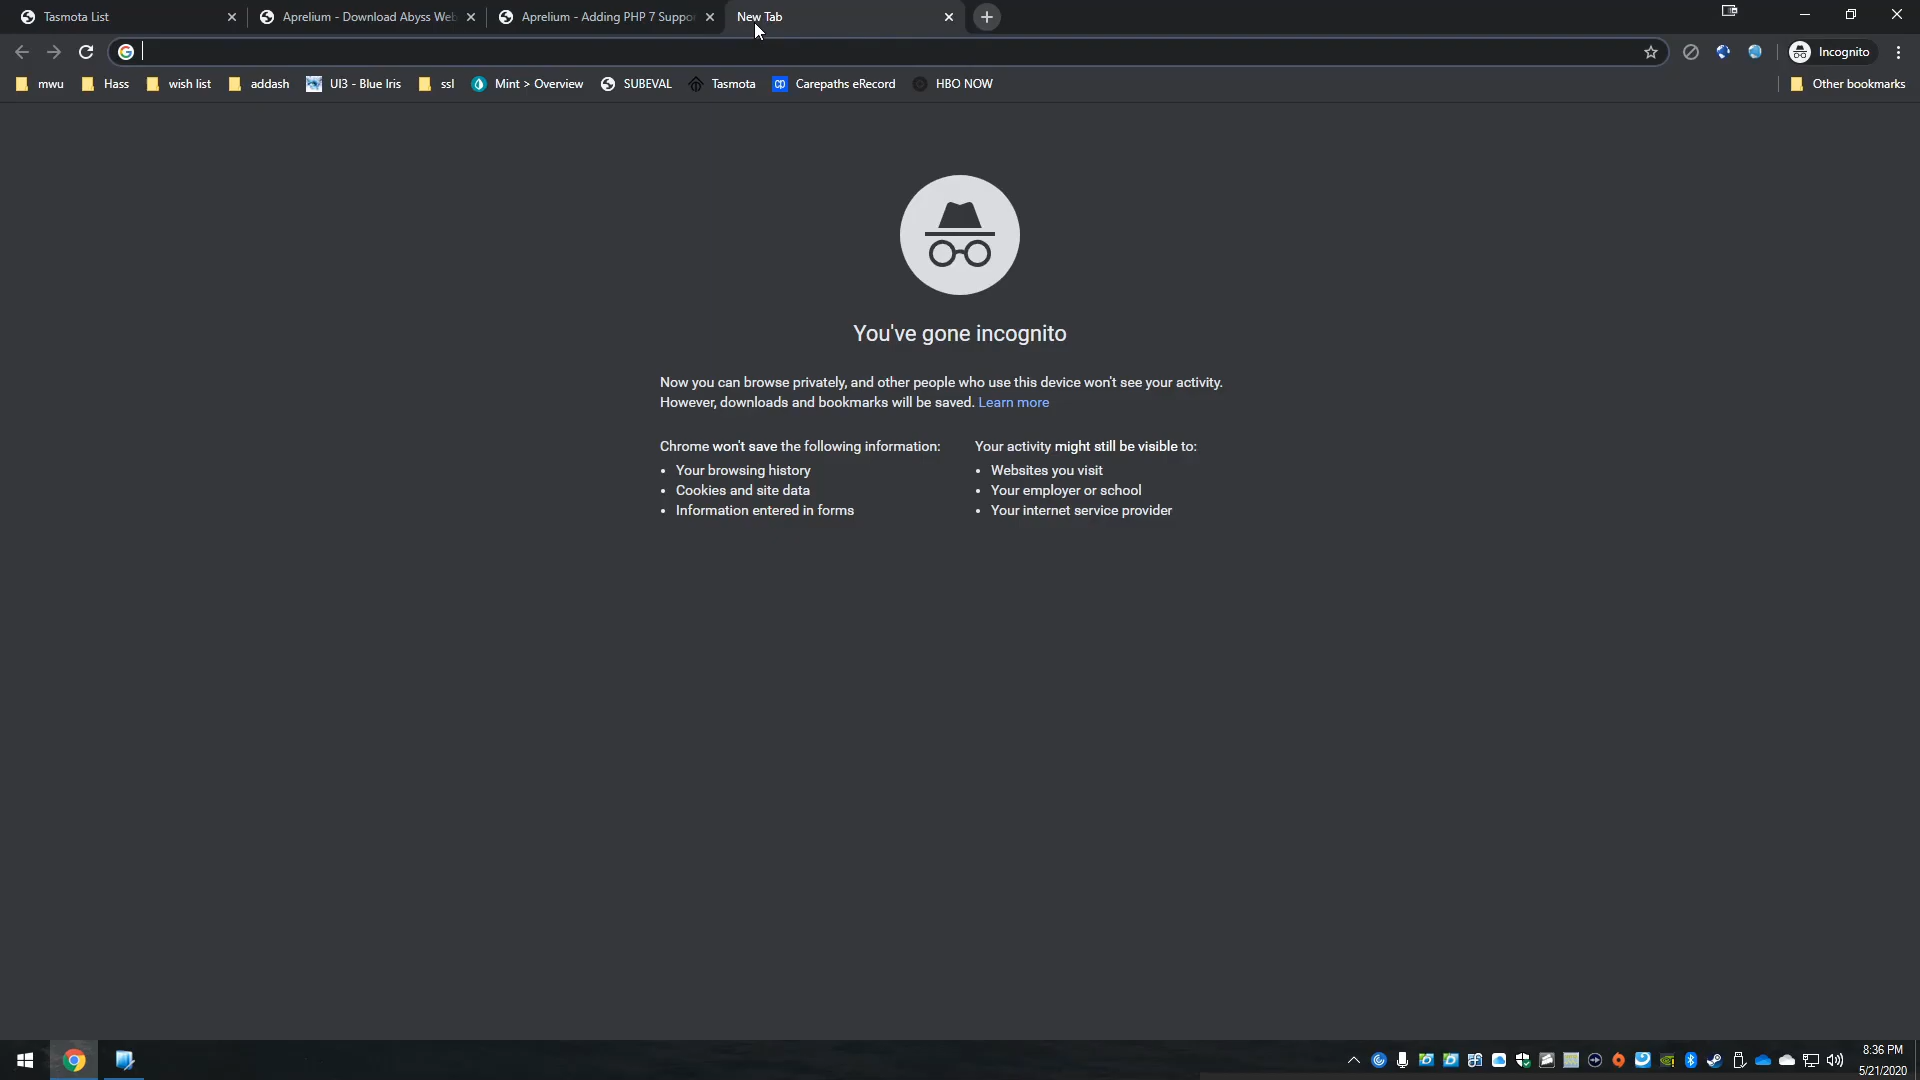 Tasmota List
Aprelium - Download Abyss Web
Aprelium - Adding PHP 7 Suppor
New Tab
Incognito
mwu
Hass
wish list
addash
UI3 - Blue Iris
ssl
Mint > Overview
SUBEVAL
Tasmota
Carepaths eRecord
HBO NOW
Other bookmarks
You've gone incognito
Now you can browse privately, and other people who use this device won't see your activity.
However, downloads and bookmarks will be saved. Learn more
Chrome won't save the following information:
• Your browsing history
• Cookies and site data
• Information entered in forms
Your activity might still be visible to:
• Websites you visit
• Your employer or school
• Your internet service provider
8:36 PM
5/21/2020